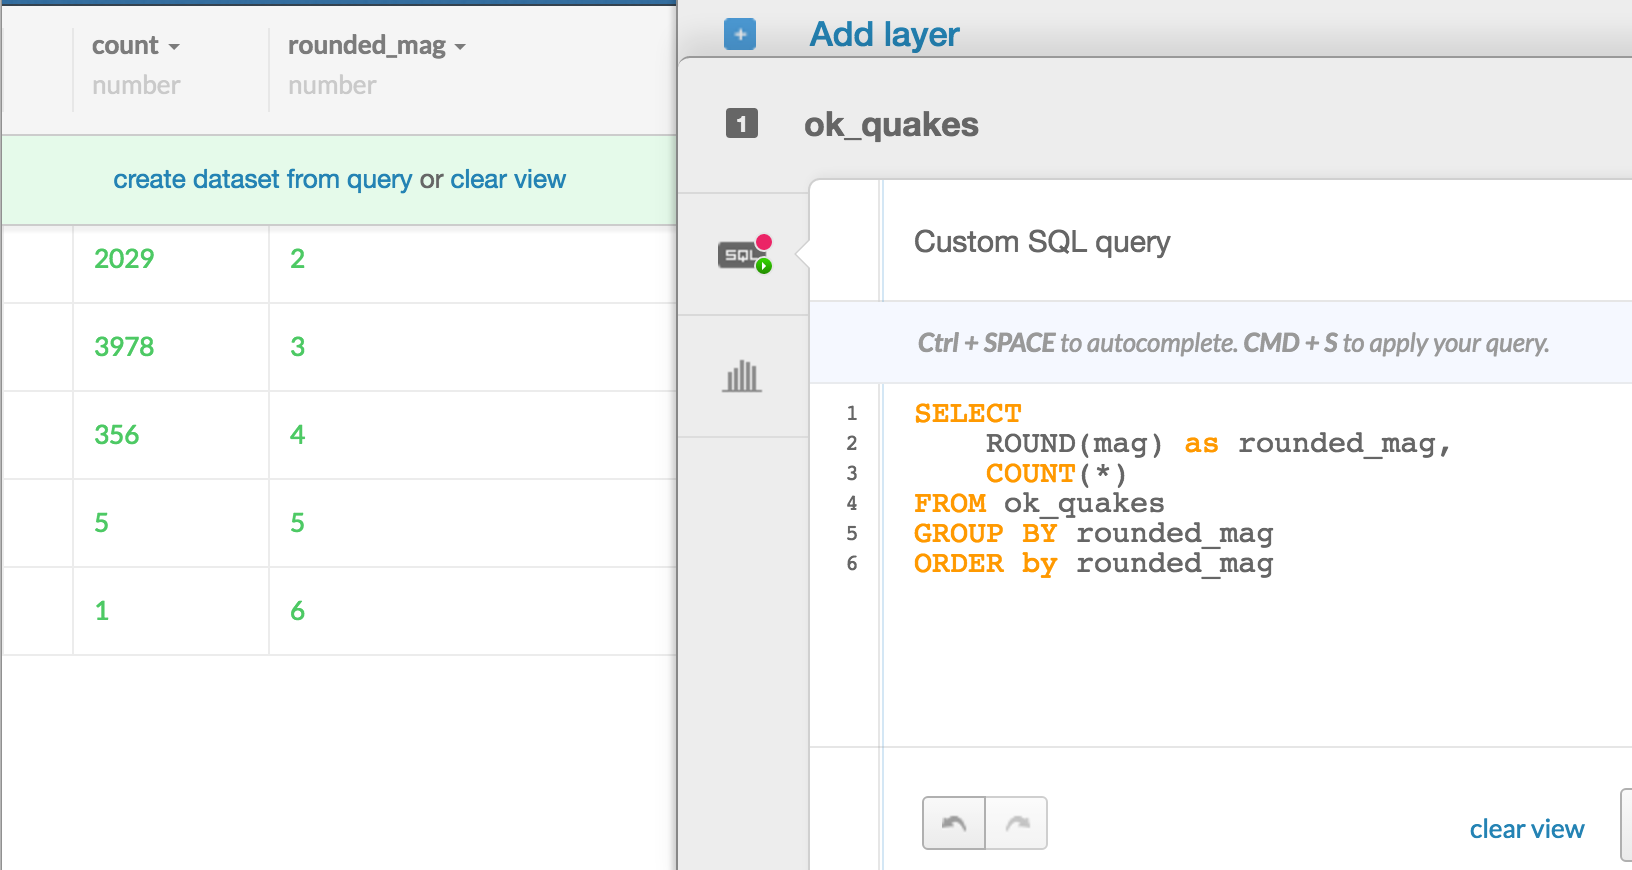 count rounded_mag
number number
create dataset from query or clear view
2029 2
3978 3
356 4
5 5
1 6
Add layer
1 ok_quakes
SQL
Custom SQL query
Ctrl + SPACE to autocomplete. CMD + S to apply your query.
1 SELECT
2 ROUND(mag) as rounded_mag,
3 COUNT(*)
4 FROM ok_quakes
5 GROUP BY rounded_mag
6 ORDER by rounded_mag
clear view